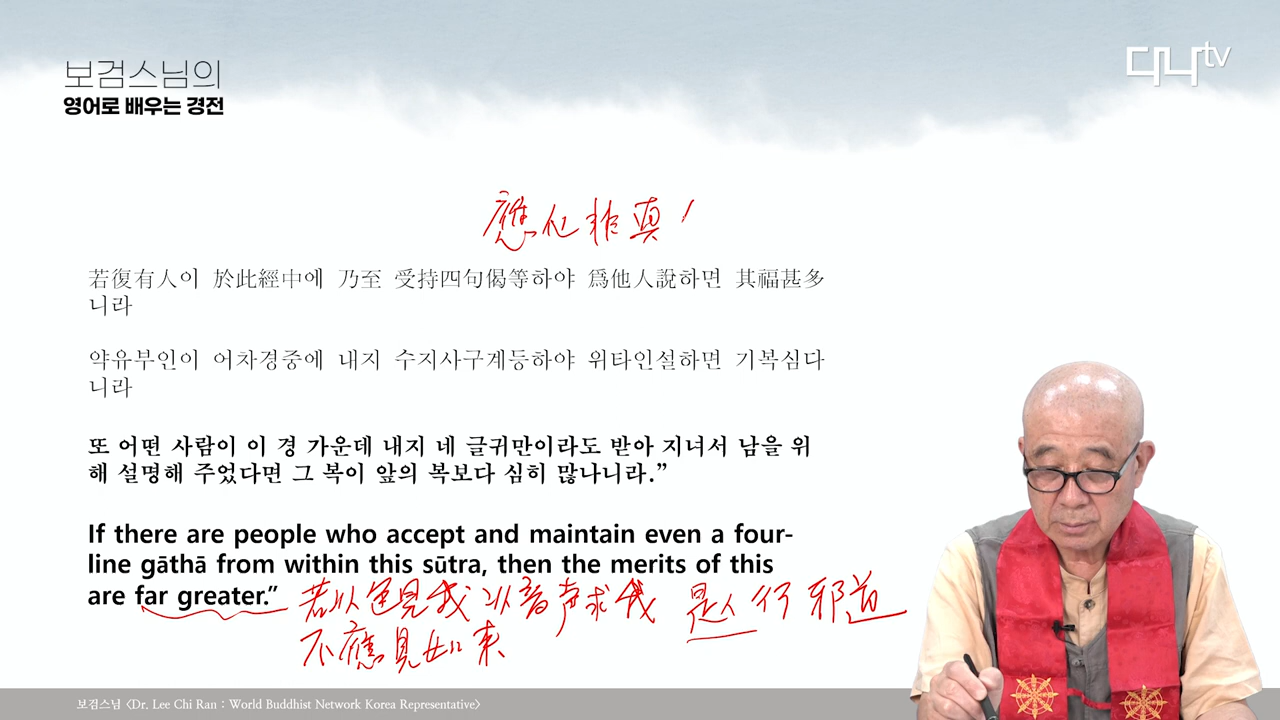 보검스님의
영어로 배우는 경전
다나tv
應化非真!
若復有人이 於此經中에 乃至 受持四句偈等하야 爲他人說하면 其福甚多
니라
약유부인이 어차경중에 내지 수지사구게등하야 위타인설하면 기복심다
니라
또 어떤 사람이 이 경 가운데 내지 네 글귀만이라도 받아 지녀서 남을 위
해 설명해 주었다면 그 복이 앞의 복보다 심히 많나니라.”
If there are people who accept and maintain even a four-
line gāthā from within this sūtra, then the merits of this
are far greater.”
若以色見我 以音声求我 是人行邪道
不應見如来
보검스님 <Dr. Lee Chi Ran : World Buddhist Network Korea Representative>